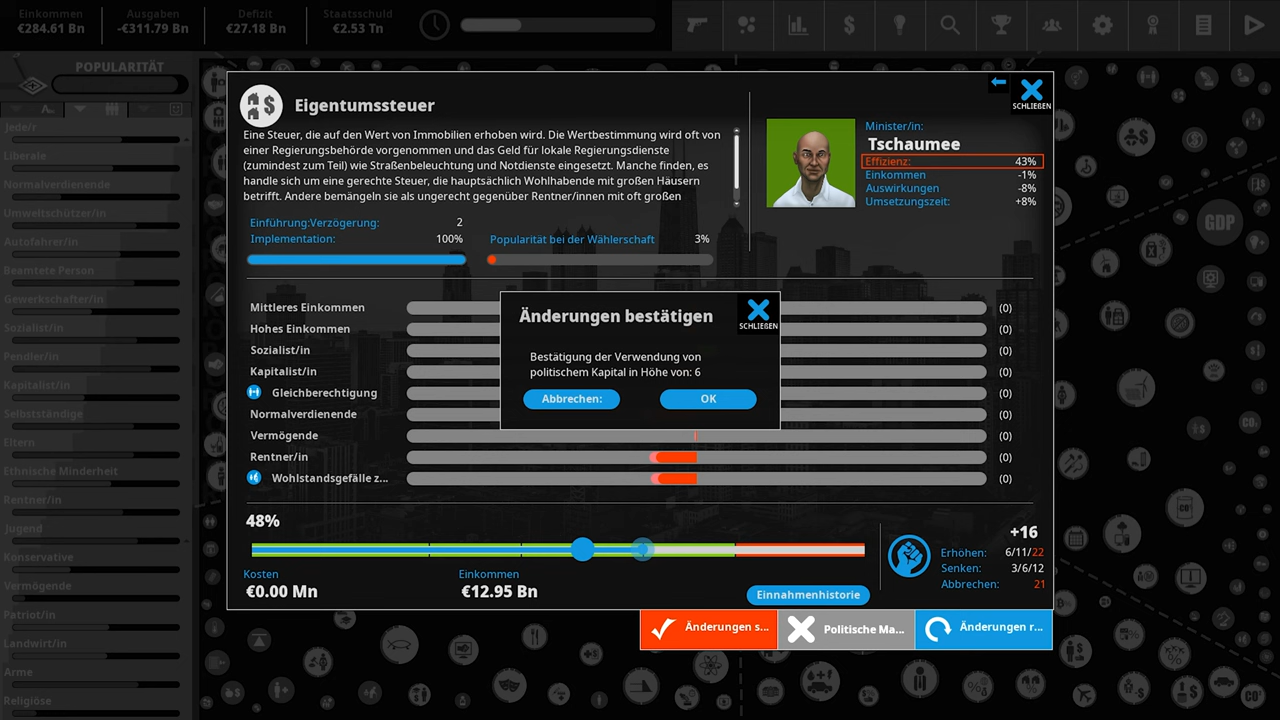 Einkommen
€284.61 Bn
Ausgaben
-€311.79 Bn
Defizit
€27.18 Bn
Staatsschuld
€2.53 Tn
POPULARITÄT
Jede/r
Liberale
Normalverdienende
Umweltschützer/in
Autofahrer/in
Beamtete Person
Gewerkschafter/in
Sozialist/in
Pendler/in
Kapitalist/in
Selbstständige
Eltern
Ethnische Minderheit
Rentner/in
Jugend
Konservative
Vermögende
Patriot/in
Landwirt/in
Arme
Religiöse
Eigentumssteuer
SCHLIEẞEN
Eine Steuer, die auf den Wert von Immobilien erhoben wird. Die Wertbestimmung wird oft von
einer Regierungsbehörde vorgenommen und das Geld für lokale Regierungsdienste
(zumindest zum Teil) wie Straßenbeleuchtung und Notdienste eingesetzt. Manche finden, es
handle sich um eine gerechte Steuer, die hauptsächlich Wohlhabende mit großen Häusern
betrifft. Andere bemängeln sie als ungerecht gegenüber Rentner/innen mit oft großen
Einführung:Verzögerung: 2
Implementation: 100%
Popularität bei der Wählerschaft 3%
Minister/in:
Tschaumee
Effizienz: 43%
Einkommen -1%
Auswirkungen -8%
Umsetzungszeit: +8%
Mittleres Einkommen (0)
Hohes Einkommen (0)
Sozialist/in (0)
Kapitalist/in (0)
Gleichberechtigung (0)
Normalverdienende (0)
Vermögende (0)
Rentner/in (0)
Wohlstandsgefälle z... (0)
Änderungen bestätigen
SCHLIEẞEN
Bestätigung der Verwendung von
politischem Kapital in Höhe von: 6
Abbrechen:
OK
48%
Kosten
€0.00 Mn
Einkommen
€12.95 Bn
Einnahmenhistorie
+16
Erhöhen: 6/11/22
Senken: 3/6/12
Abbrechen: 21
Änderungen s...
Politische Ma...
Änderungen r...
GDP